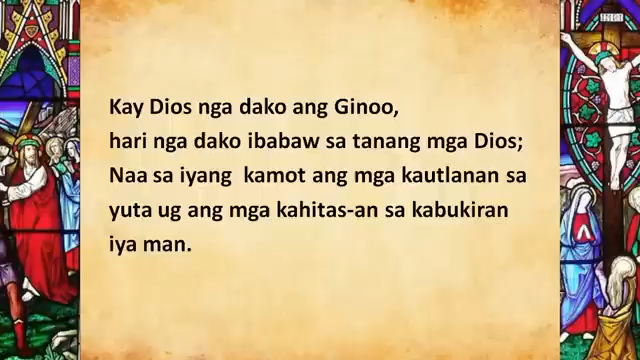 Kay Dios nga dako ang Ginoo,
hari nga dako ibabaw sa tanang mga Dios;
Naa sa iyang  kamot ang mga kautlanan sa
yuta ug ang mga kahitas-an sa kabukiran
iya man.